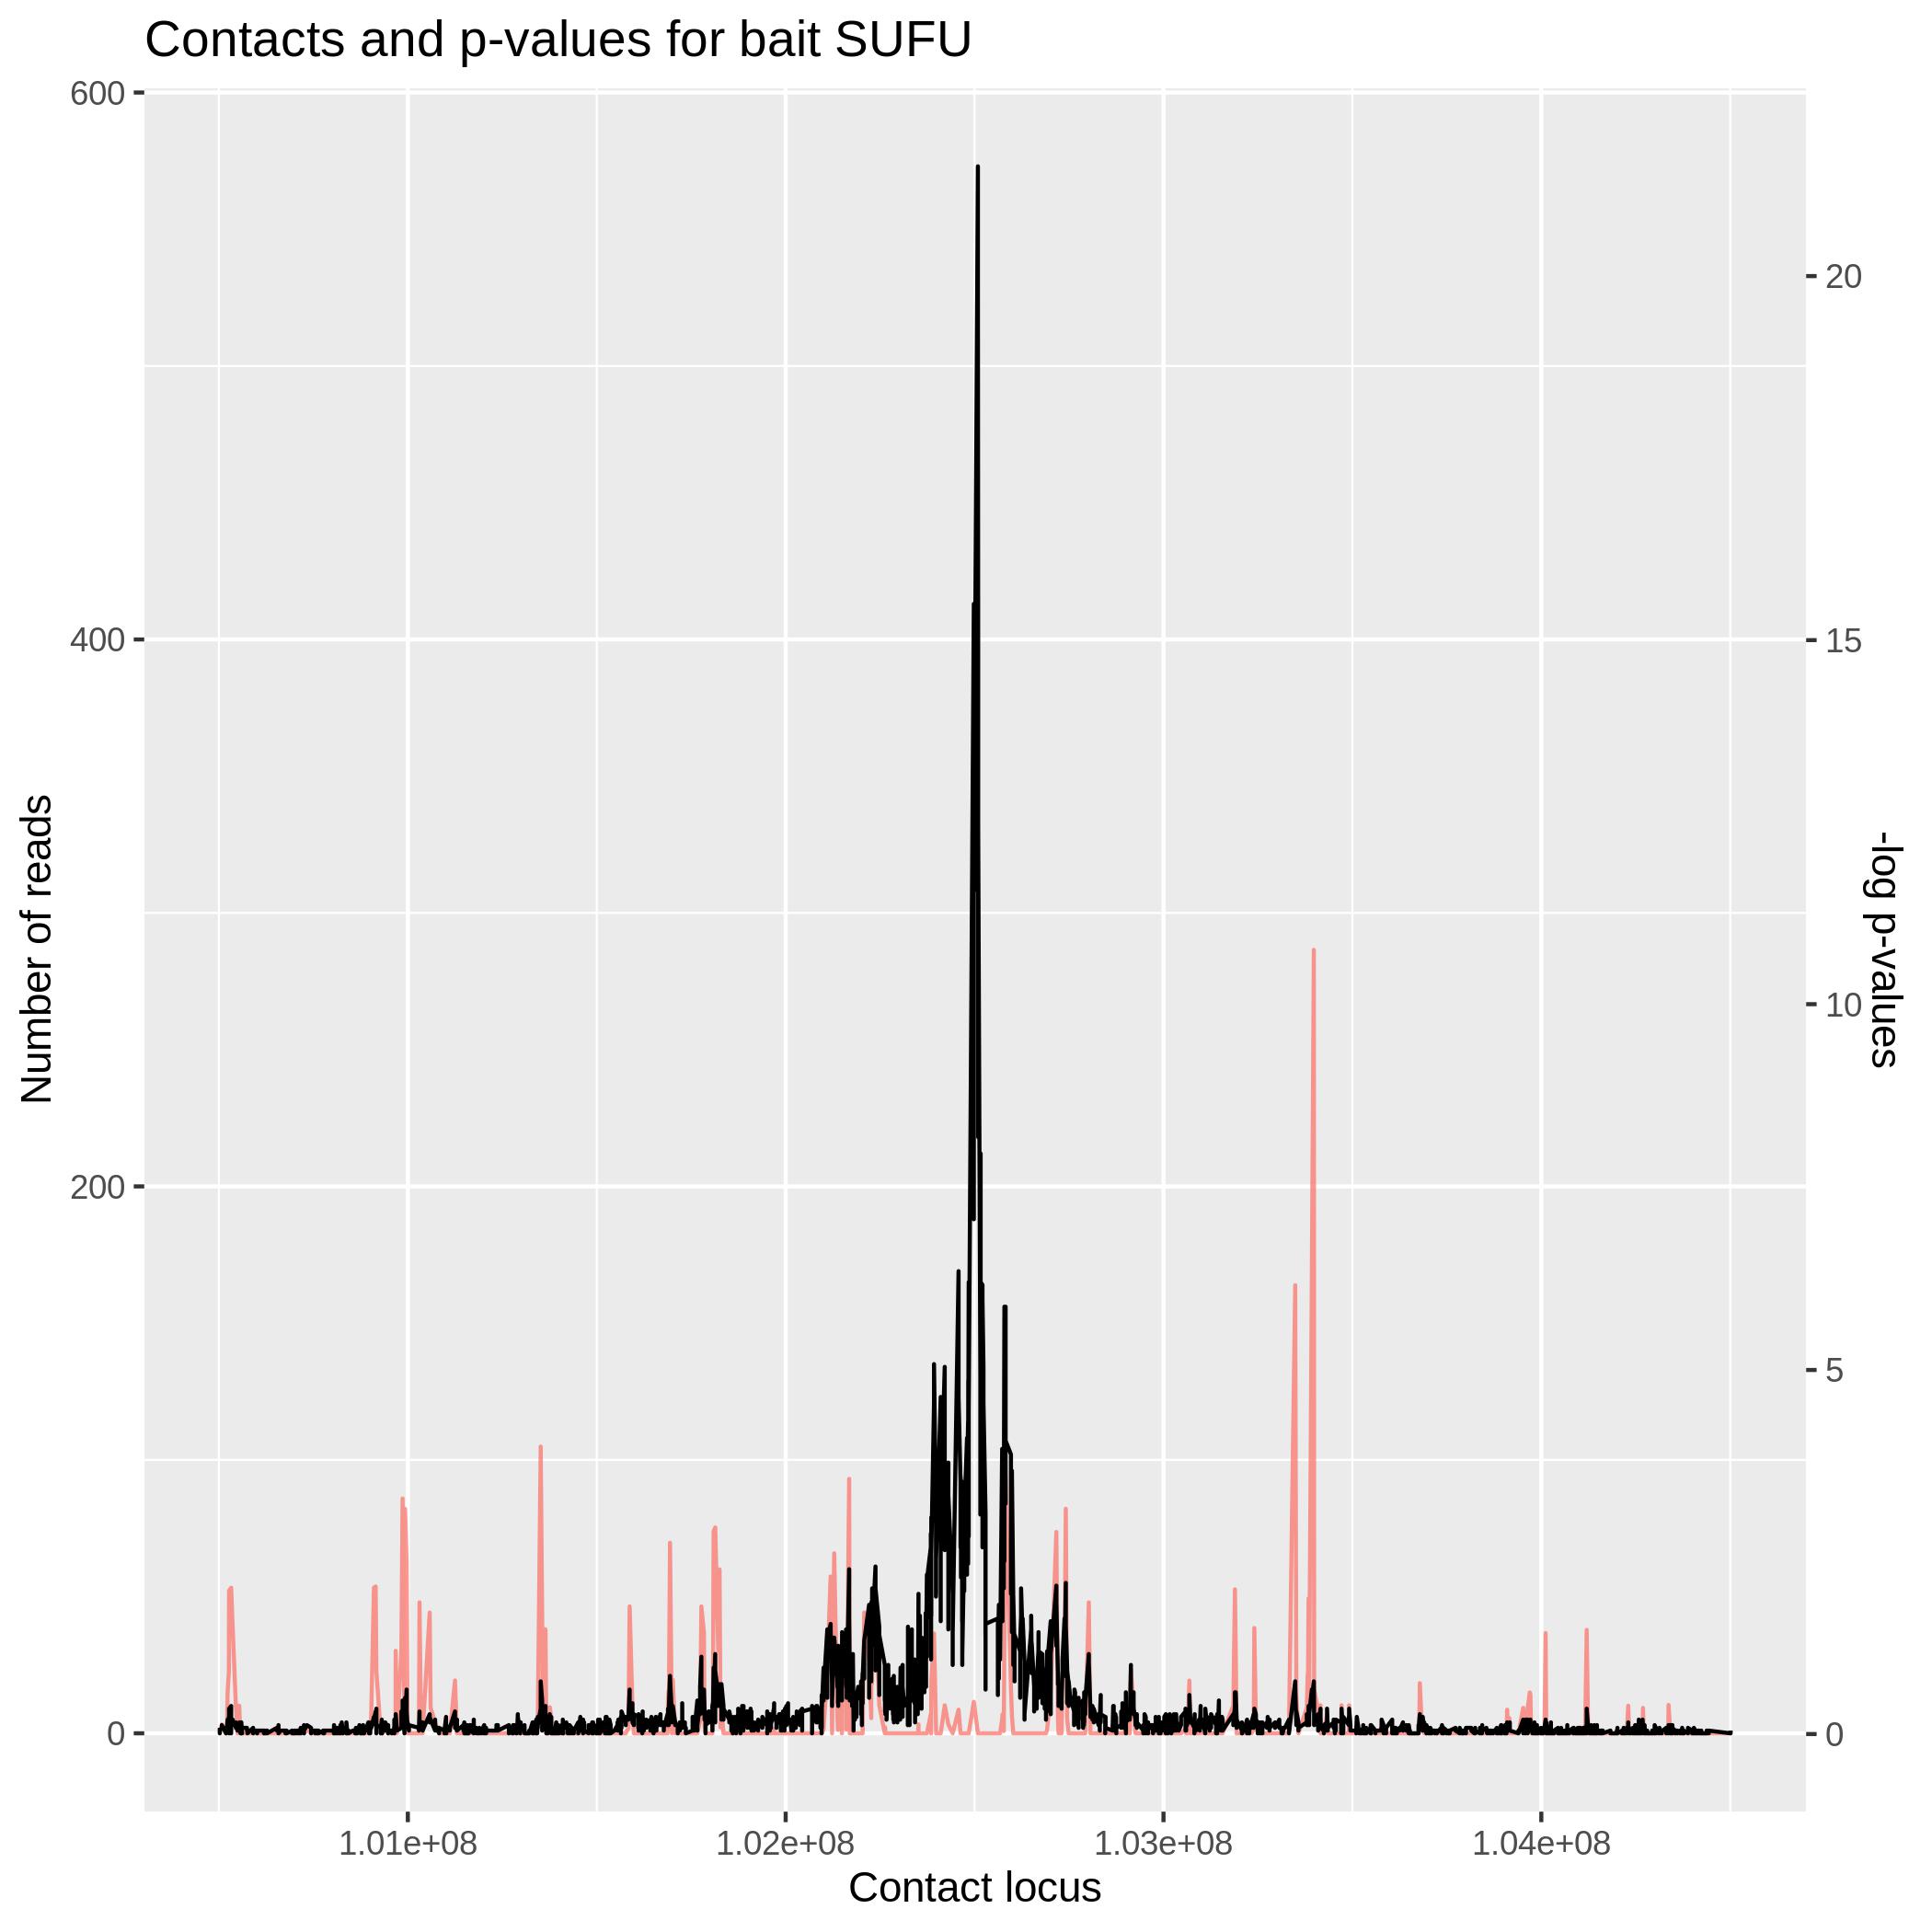 Contacts and p-values for bait SUFU
600
400
200
0
Number of reads
20
15
10
5
0
-log p-values
1.01e+08 1.02e+08 1.03e+08 1.04e+08
Contact locus